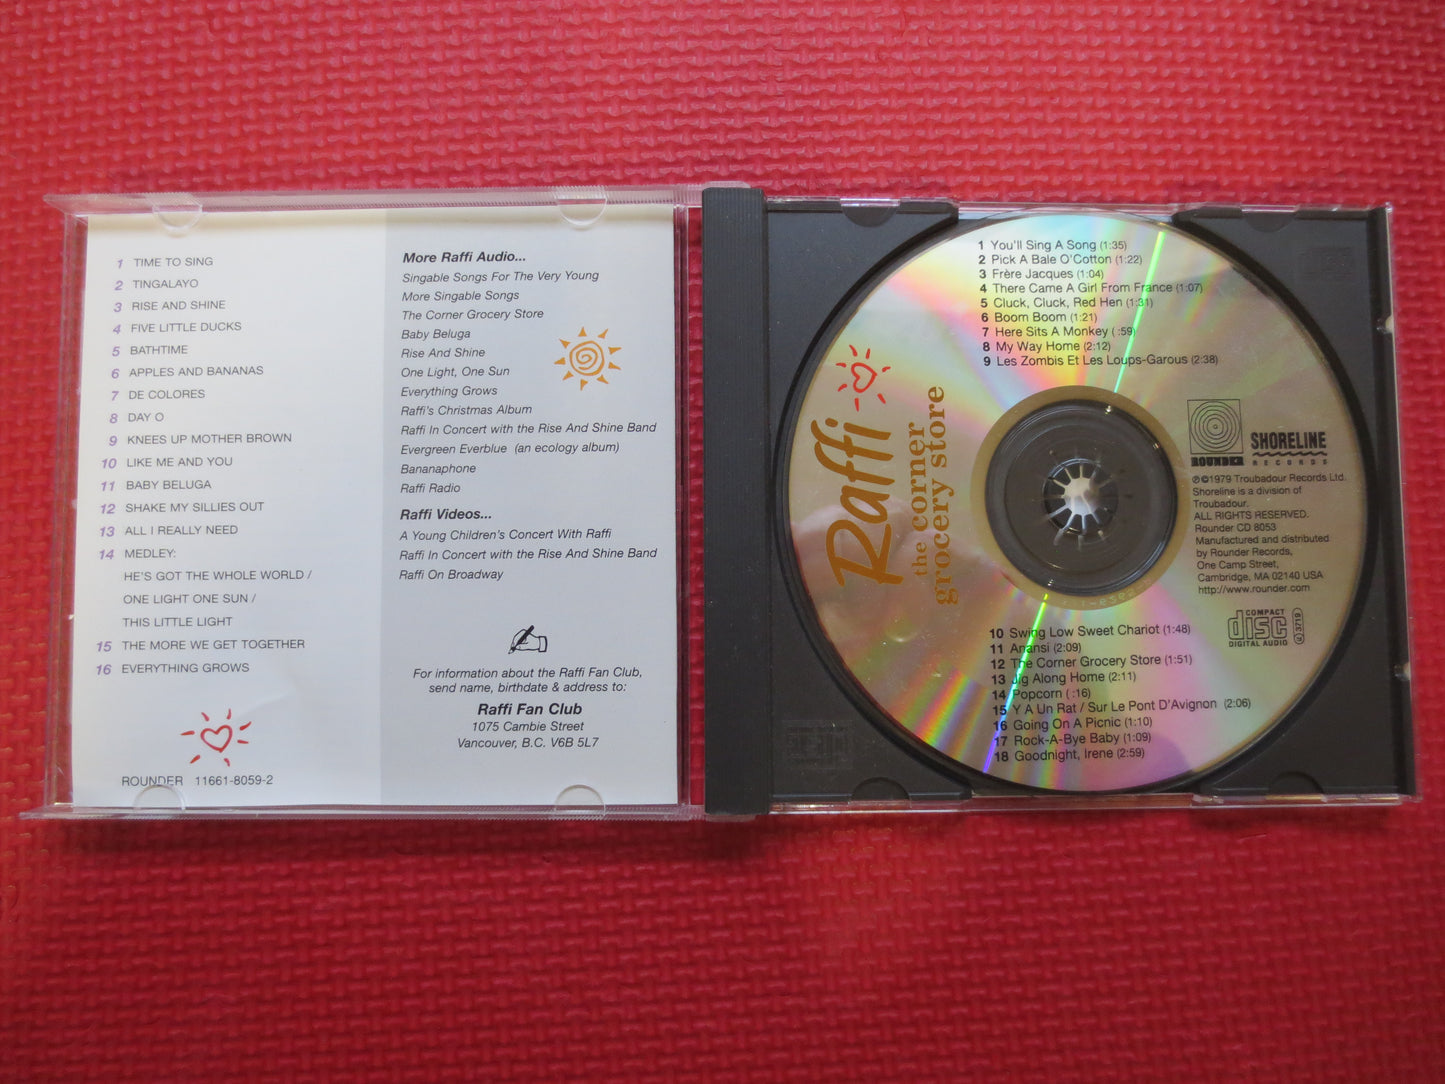 1 TIME TO SING
2 TINGALAYO
3 RISE AND SHINE
4 FIVE LITTLE DUCKS
5 BATHTIME
6 APPLES AND BANANAS
7 DE COLORES
8 DAY O
9 KNEES UP MOTHER BROWN
10 LIKE ME AND YOU
11 BABY BELUGA
12 SHAKE MY SILLIES OUT
13 ALL I REALLY NEED
14 MEDLEY:
HE'S GOT THE WHOLE WORLD /
ONE LIGHT ONE SUN /
THIS LITTLE LIGHT
15 THE MORE WE GET TOGETHER
16 EVERYTHING GROWS
ROUNDER 11661-8059-2
More Raffi Audio...
Singable Songs For The Very Young
More Singable Songs
The Corner Grocery Store
Baby Beluga
Rise And Shine
One Light, One Sun
Everything Grows
Raffi's Christmas Album
Raffi In Concert with the Rise And Shine Band
Evergreen Everblue (an ecology album)
Bananaphone
Raffi Radio
Raffi Videos...
A Young Children's Concert With Raffi
Raffi In Concert with the Rise And Shine Band
Raffi On Broadway
For information about the Raffi Fan Club,
send name, birthdate & address to:
Raffi Fan Club
1075 Cambie Street
Vancouver, B.C. V6B 5L7
1 You'll Sing A Song (1:35)
2 Pick A Bale O'Cotton (1:22)
3 Frère Jacques (1:04)
4 There Came A Girl From France (1:07)
5 Cluck, Cluck, Red Hen (1:31)
6 Boom Boom (1:21)
7 Here Sits A Monkey ( :59)
8 My Way Home (2:12)
9 Les Zombis Et Les Loups-Garous (2:38)
Raffi
the corner
grocery store
ROUNDER
SHORELINE
RECORDS
℗©1979 Troubadour Records Ltd.
Shoreline is a division of
Troubadour.
ALL RIGHTS RESERVED.
Rounder CD 8053
Manufactured and distributed
by Rounder Records,
One Camp Street,
Cambridge, MA 02140 USA
http://www.rounder.com
COMPACT
disc
DIGITAL AUDIO
3719
10 Swing Low Sweet Chariot (1:48)
11 Anansi (2:09)
12 The Corner Grocery Store (1:51)
13 Jig Along Home (2:11)
14 Popcorn ( :16)
15 Y A Un Rat / Sur Le Pont D'Avignon (2:06)
16 Going On A Picnic (1:10)
17 Rock-A-Bye Baby (1:09)
18 Goodnight, Irene (2:59)